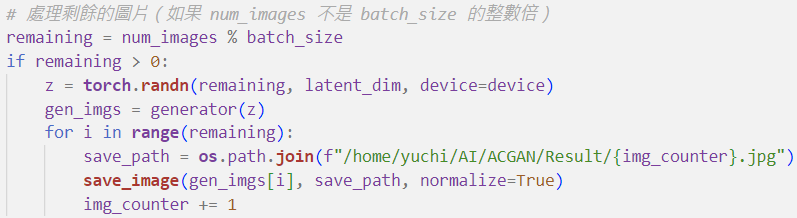 # 處理剩餘的圖片（如果 num_images 不是 batch_size 的整數倍）
remaining = num_images % batch_size
if remaining > 0:
    z = torch.randn(remaining, latent_dim, device=device)
    gen_imgs = generator(z)
    for i in range(remaining):
        save_path = os.path.join(f"/home/yuchi/AI/ACGAN/Result/{img_counter}.jpg")
        save_image(gen_imgs[i], save_path, normalize=True)
        img_counter += 1